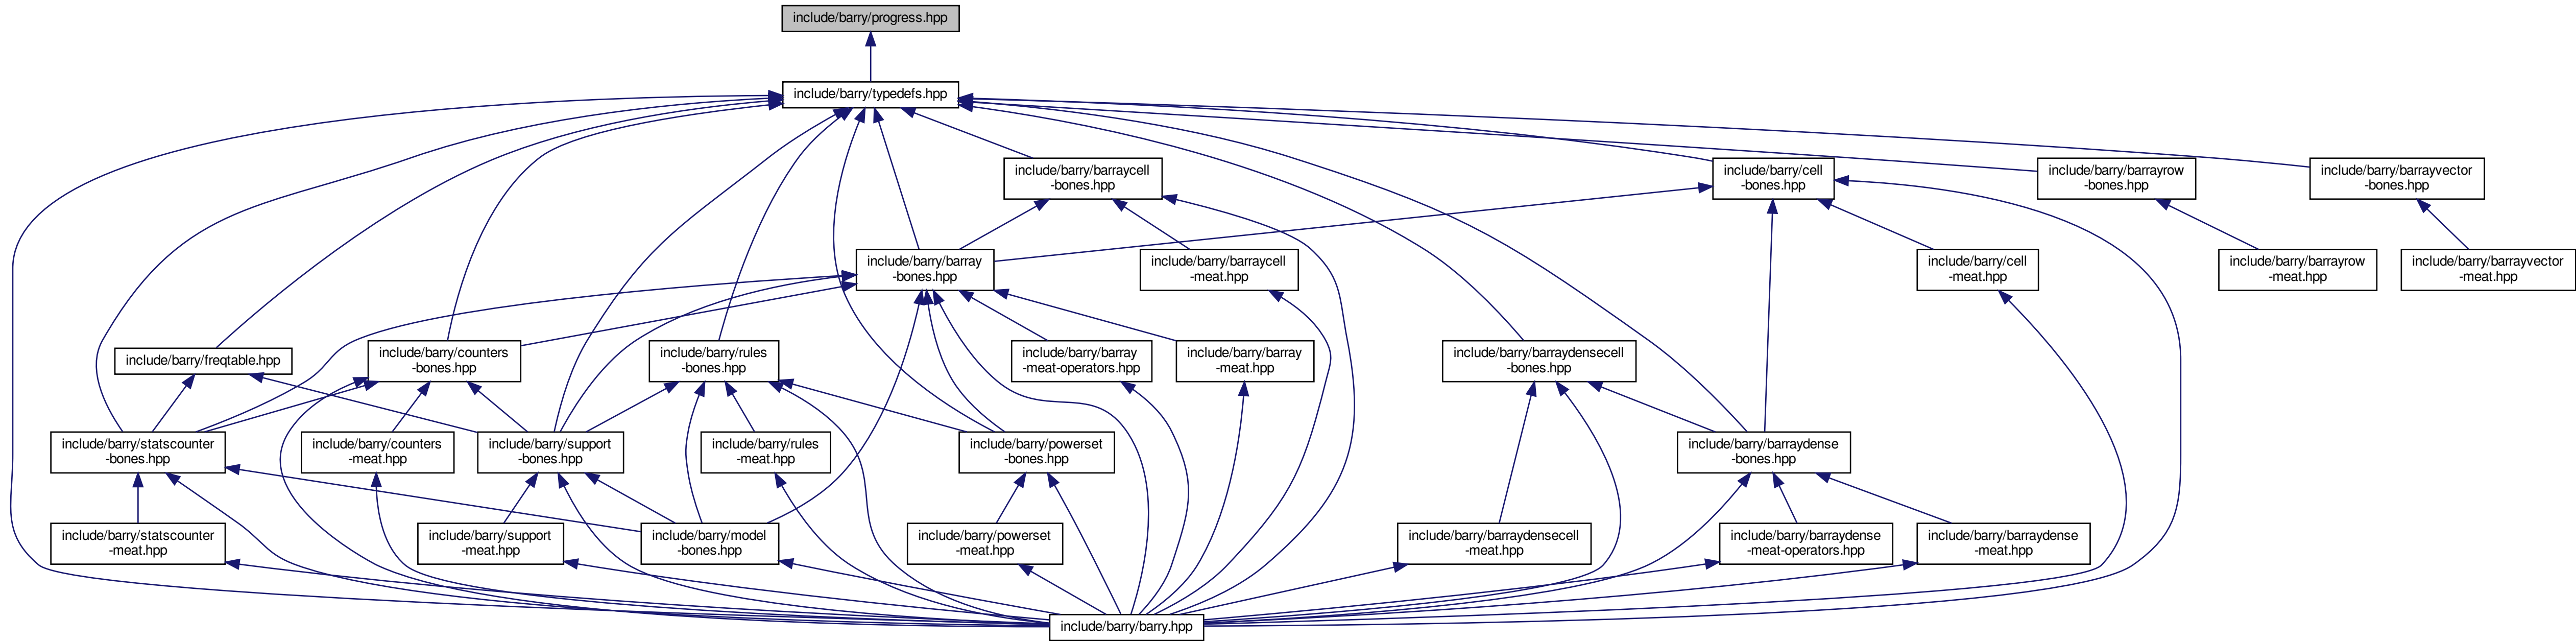 include/barry/progress.hpp
include/barry/typedefs.hpp
include/barry/barraycell
-bones.hpp
include/barry/cell
-bones.hpp
include/barry/barrayrow
-bones.hpp
include/barry/barrayvector
-bones.hpp
include/barry/barray
-bones.hpp
include/barry/barraycell
-meat.hpp
include/barry/cell
-meat.hpp
include/barry/barrayrow
-meat.hpp
include/barry/barrayvector
-meat.hpp
include/barry/freqtable.hpp
include/barry/counters
-bones.hpp
include/barry/rules
-bones.hpp
include/barry/barray
-meat-operators.hpp
include/barry/barray
-meat.hpp
include/barry/barraydensecell
-bones.hpp
include/barry/statscounter
-bones.hpp
include/barry/counters
-meat.hpp
include/barry/support
-bones.hpp
include/barry/rules
-meat.hpp
include/barry/powerset
-bones.hpp
include/barry/barraydense
-bones.hpp
include/barry/statscounter
-meat.hpp
include/barry/support
-meat.hpp
include/barry/model
-bones.hpp
include/barry/powerset
-meat.hpp
include/barry/barraydensecell
-meat.hpp
include/barry/barraydense
-meat-operators.hpp
include/barry/barraydense
-meat.hpp
include/barry/barry.hpp